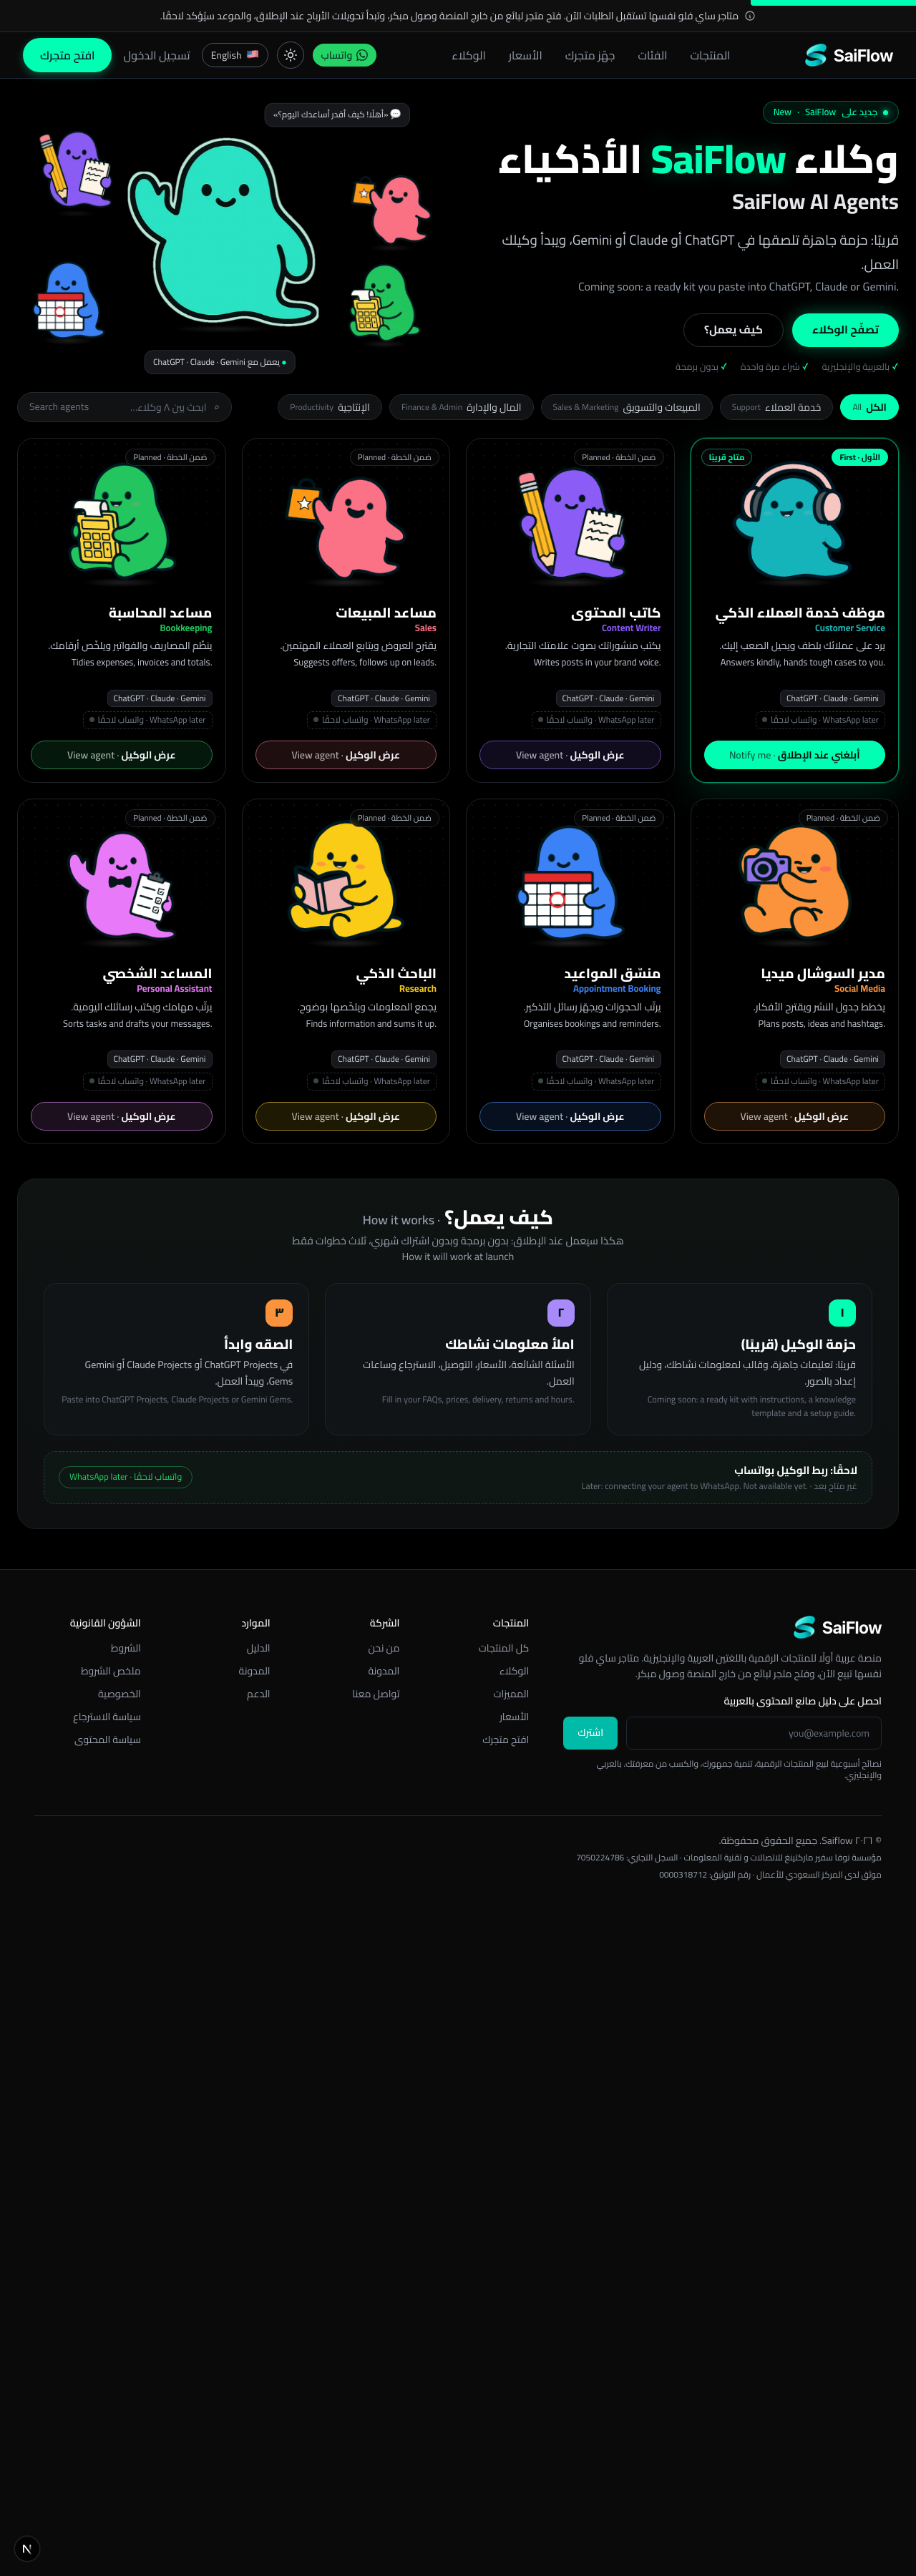 متاجر ساي فلو نفسها تستقبل الطلبات الآن. فتح متجر لبائع من خارج المنصة وصول مبكر، وتبدأ تحويلات الأرباح عند الإطلاق، والموعد سيُؤكد لاحقًا.
SaiFlow
المنتجات
الفئات
جهّز متجرك
الأسعار
الوكلاء
واتساب
English
تسجيل الدخول
افتح متجرك
جديد على SaiFlow · New
وكلاء SaiFlow الأذكياء
SaiFlow AI Agents
قريبًا: حزمة جاهزة تلصقها في ChatGPT أو Claude أو Gemini، ويبدأ وكيلك
العمل.
Coming soon: a ready kit you paste into ChatGPT, Claude or Gemini.
تصفّح الوكلاء
كيف يعمل؟
✓ بالعربية والإنجليزية
✓ شراء مرة واحدة
✓ بدون برمجة
«أهلًا! كيف أقدر أساعدك اليوم؟»
يعمل مع ChatGPT · Claude · Gemini
الكل All
خدمة العملاء Support
المبيعات والتسويق Sales & Marketing
المال والإدارة Finance & Admin
الإنتاجية Productivity
ابحث بين ٨ وكلاء... Search agents
الأول · First
متاح قريبًا
موظف خدمة العملاء الذكي
Customer Service
يرد على عملائك بلطف ويحيل الصعب إليك.
Answers kindly, hands tough cases to you.
ChatGPT · Claude · Gemini
واتساب لاحقًا · WhatsApp later
أبلغني عند الإطلاق · Notify me
ضمن الخطة · Planned
كاتب المحتوى
Content Writer
يكتب منشوراتك بصوت علامتك التجارية.
Writes posts in your brand voice.
ChatGPT · Claude · Gemini
واتساب لاحقًا · WhatsApp later
عرض الوكيل · View agent
ضمن الخطة · Planned
مساعد المبيعات
Sales
يقترح العروض ويتابع العملاء المهتمين.
Suggests offers, follows up on leads.
ChatGPT · Claude · Gemini
واتساب لاحقًا · WhatsApp later
عرض الوكيل · View agent
ضمن الخطة · Planned
مساعد المحاسبة
Bookkeeping
ينظّم المصاريف والفواتير ويلخّص أرقامك.
Tidies expenses, invoices and totals.
ChatGPT · Claude · Gemini
واتساب لاحقًا · WhatsApp later
عرض الوكيل · View agent
ضمن الخطة · Planned
مدير السوشال ميديا
Social Media
يخطط جدول النشر ويقترح الأفكار.
Plans posts, ideas and hashtags.
ChatGPT · Claude · Gemini
واتساب لاحقًا · WhatsApp later
عرض الوكيل · View agent
ضمن الخطة · Planned
منسّق المواعيد
Appointment Booking
يرتّب الحجوزات ويجهّز رسائل التذكير.
Organises bookings and reminders.
ChatGPT · Claude · Gemini
واتساب لاحقًا · WhatsApp later
عرض الوكيل · View agent
ضمن الخطة · Planned
الباحث الذكي
Research
يجمع المعلومات ويلخّصها بوضوح.
Finds information and sums it up.
ChatGPT · Claude · Gemini
واتساب لاحقًا · WhatsApp later
عرض الوكيل · View agent
ضمن الخطة · Planned
المساعد الشخصي
Personal Assistant
يرتّب مهامك ويكتب رسائلك اليومية.
Sorts tasks and drafts your messages.
ChatGPT · Claude · Gemini
واتساب لاحقًا · WhatsApp later
عرض الوكيل · View agent
كيف يعمل؟ · How it works
هكذا سيعمل عند الإطلاق: بدون برمجة وبدون اشتراك شهري، ثلاث خطوات فقط
How it will work at launch
١
حزمة الوكيل (قريبًا)
قريبًا: تعليمات جاهزة، وقالب لمعلومات نشاطك، ودليل
إعداد بالصور.
Coming soon: a ready kit with instructions, a knowledge
template and a setup guide.
٢
املأ معلومات نشاطك
الأسئلة الشائعة، الأسعار، التوصيل، الاسترجاع وساعات
العمل.
Fill in your FAQs, prices, delivery, returns and hours.
٣
الصقه وابدأ
في ChatGPT Projects أو Claude Projects أو Gemini
Gems، ويبدأ العمل.
Paste into ChatGPT Projects, Claude Projects or Gemini Gems.
لاحقًا: ربط الوكيل بواتساب
غير متاح بعد · Later: connecting your agent to WhatsApp. Not available yet.
واتساب لاحقًا · WhatsApp later
SaiFlow
منصة عربية أولًا للمنتجات الرقمية باللغتين العربية والإنجليزية. متاجر ساي فلو
نفسها تبيع الآن، وفتح متجر لبائع من خارج المنصة وصول مبكر.
احصل على دليل صانع المحتوى بالعربية
you@example.com
اشترك
نصائح أسبوعية لبيع المنتجات الرقمية، تنمية جمهورك، والكسب من معرفتك. بالعربي
والإنجليزي.
المنتجات
كل المنتجات
الوكلاء
المميزات
الأسعار
افتح متجرك
الشركة
من نحن
المدونة
تواصل معنا
الموارد
الدليل
المدونة
الدعم
الشؤون القانونية
الشروط
ملخص الشروط
الخصوصية
سياسة الاسترجاع
سياسة المحتوى
© ٢٠٢٦ Saiflow. جميع الحقوق محفوظة.
مؤسسة نوفا سفير ماركتينغ للاتصالات و تقنية المعلومات · السجل التجاري: 7050224786
موثق لدى المركز السعودي للأعمال · رقم التوثيق: 0000318712
N